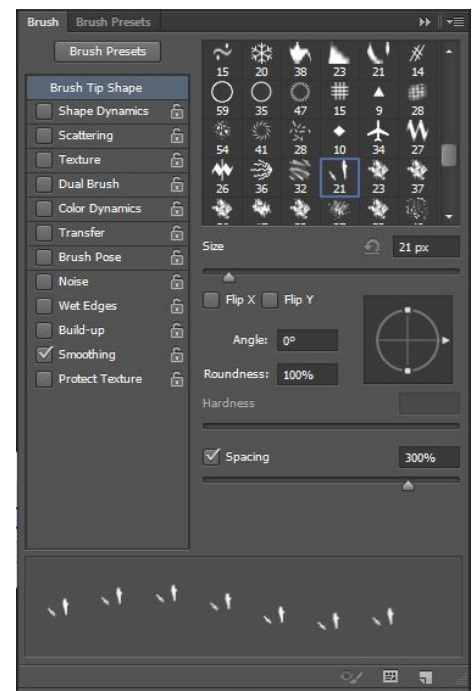 Brush Brush Presets
Brush Presets
15 20 38 23 21 14
Brush Tip Shape
59 35 47 15 9 28
Shape Dynamics
Scattering
54 41 28 10 34 27
Texture
Dual Brush
26 36 32 21 23 37
Color Dynamics
Transfer
Size 21 px
Brush Pose
Noise
Flip X Flip Y
Wet Edges
Build-up
Angle: 0º
Smoothing
Protect Texture
Roundness: 100%
Hardness
Spacing 300%